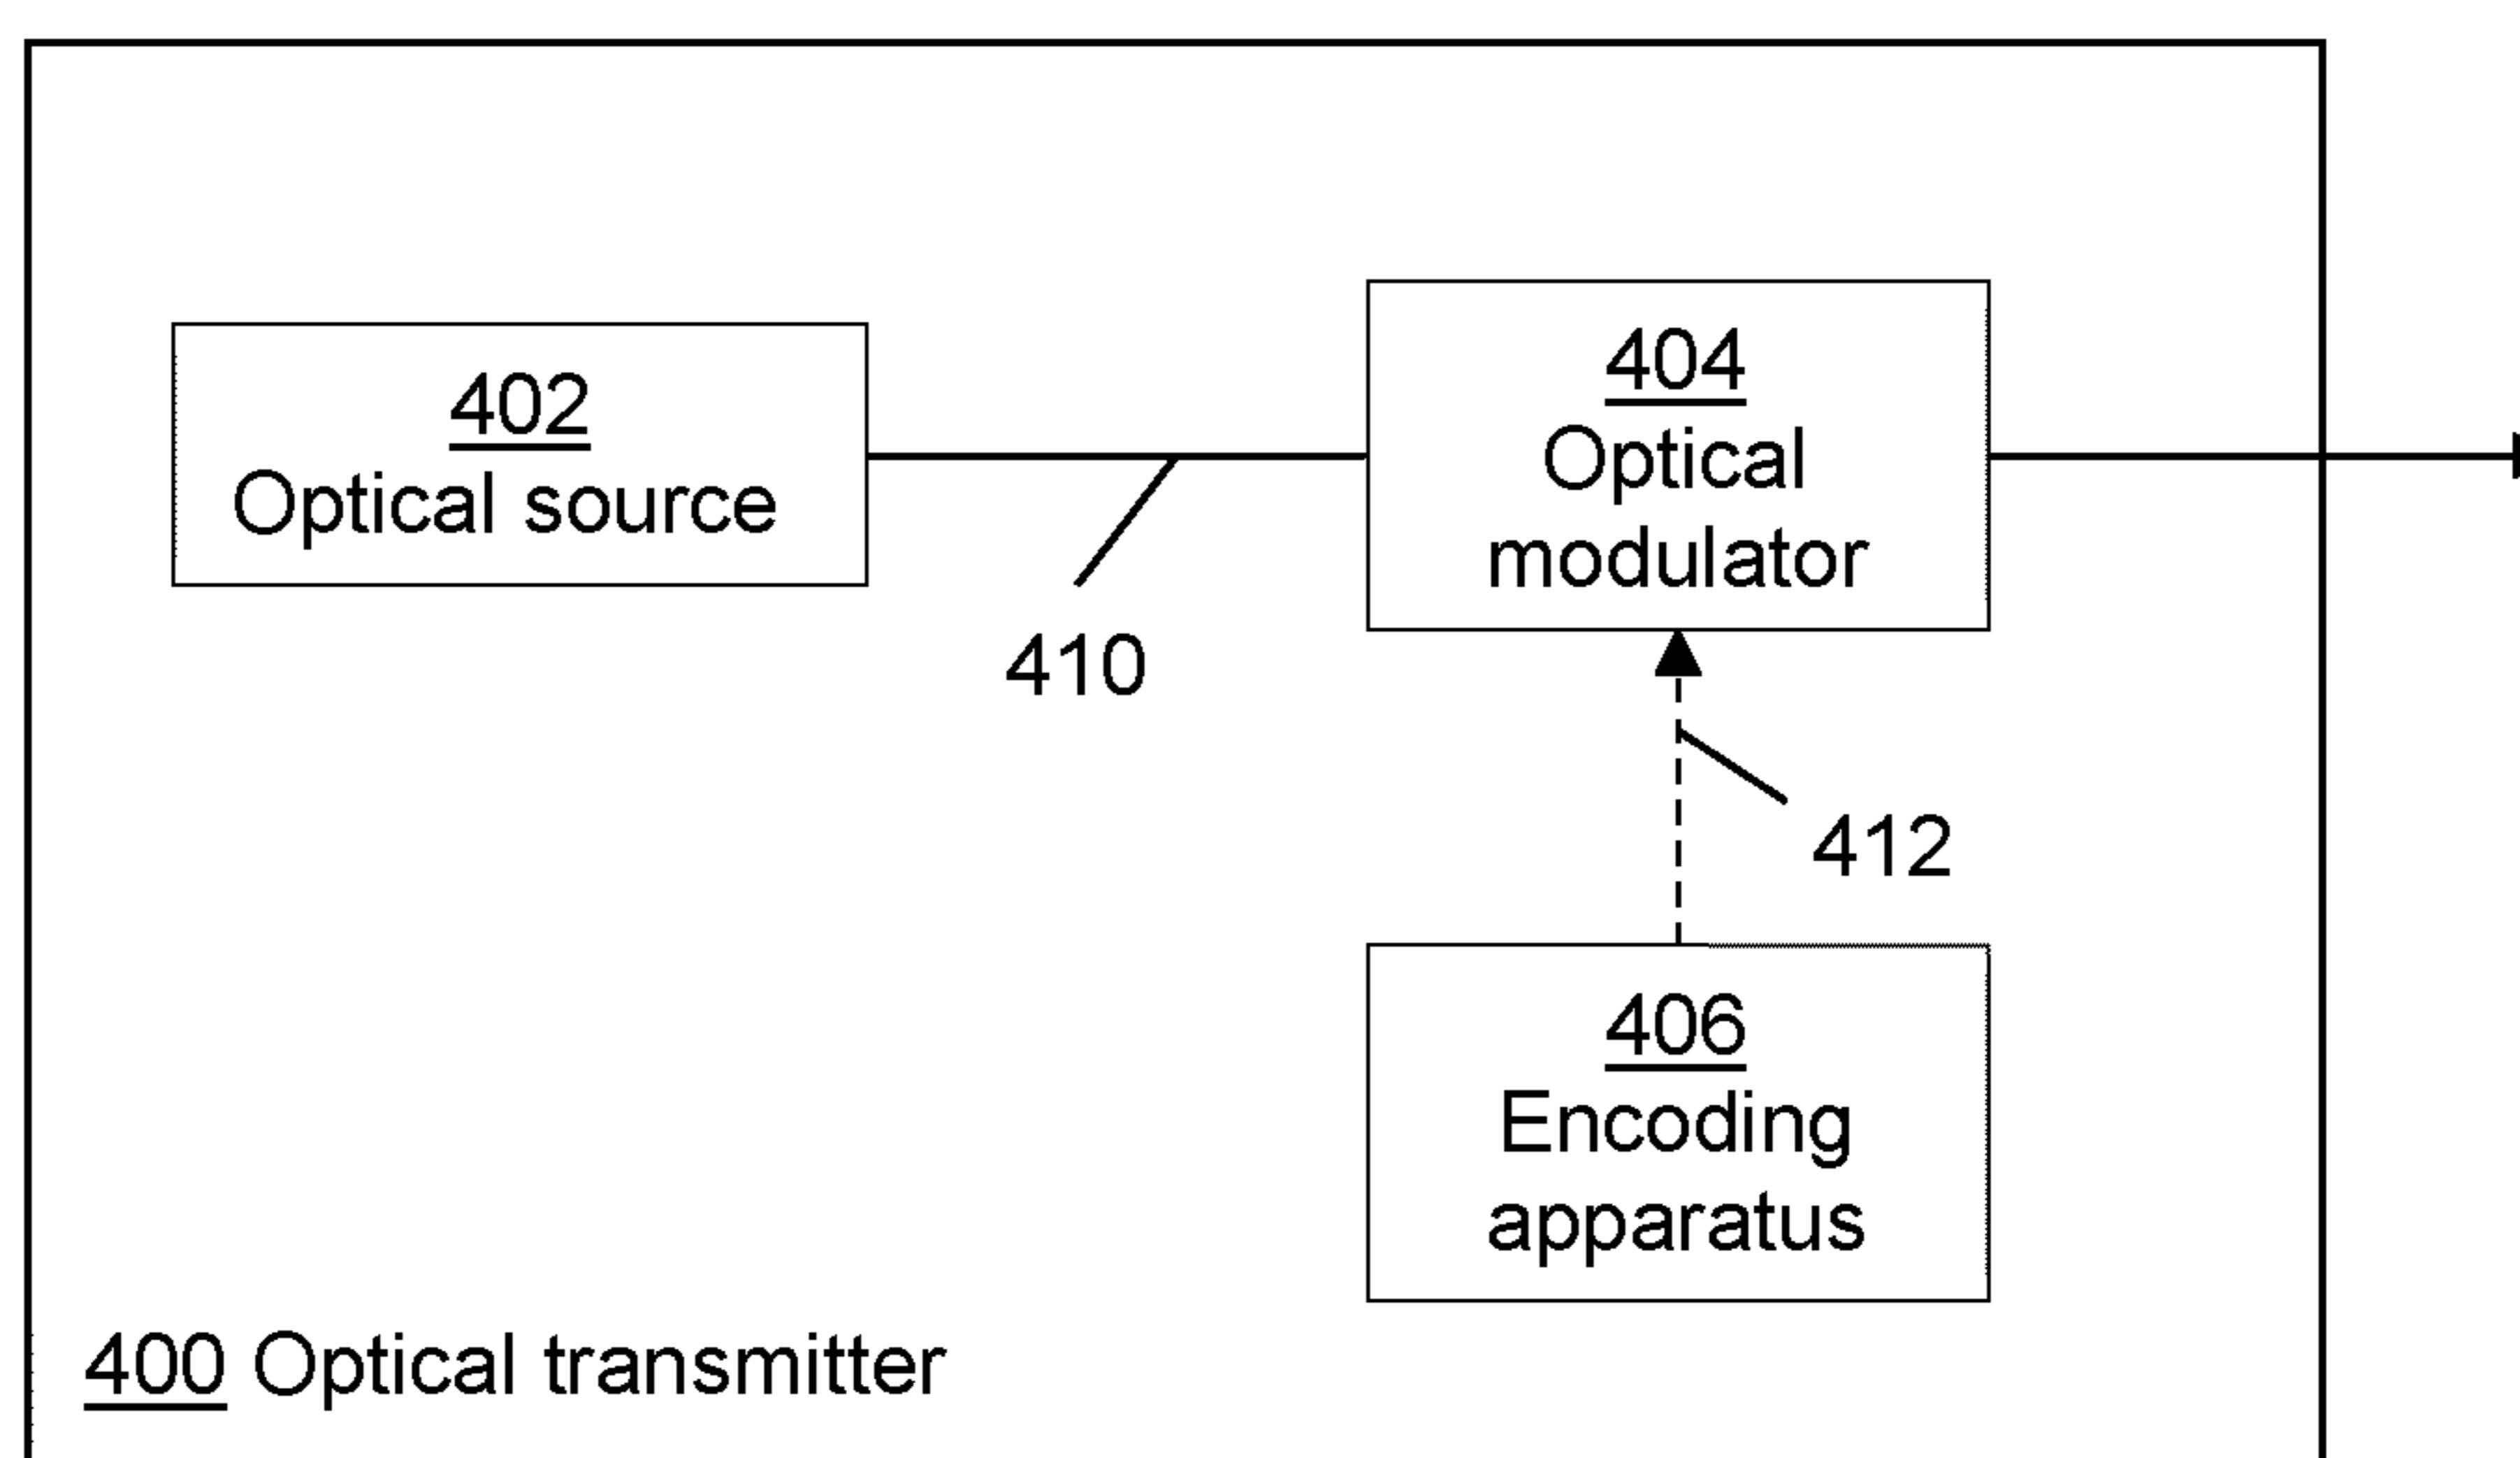 402
Optical source
404
Optical
modulator
410
412
406
Encoding
apparatus
400 Optical transmitter